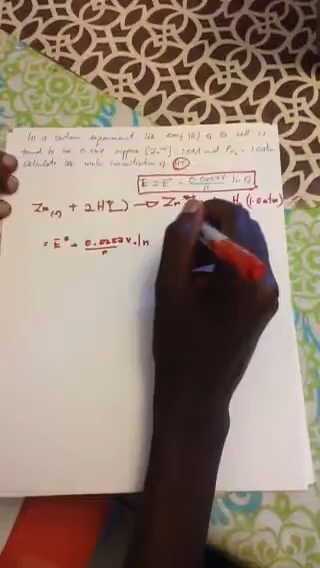 In a certain experiment the emf (E) of the cell is
found to be 0.54V suppose [Zn²⁺] = 1.0M and P = 1.0atm
calculate the molar concentration of H⁺
E = E° - 0.0257V/n ln Q
Zn(s) + 2H⁺( ) → Zn²⁺ H₂ (1.0atm)
= E° + 0.0257V/n · ln